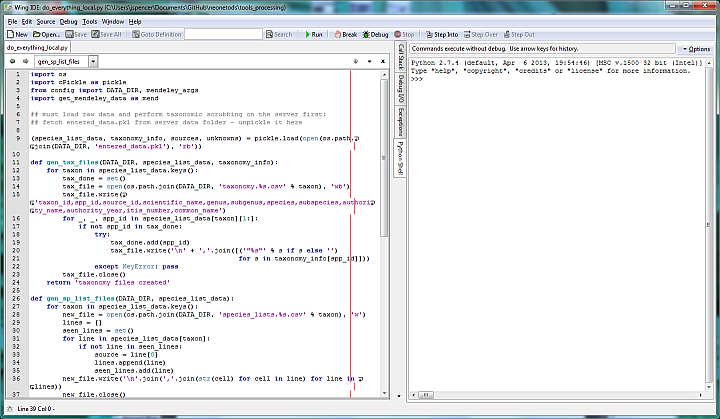 Wing IDE: do_everything_local.py (C:\Users\jspencer\Documents\GitHub\neonetods\tools_processing)
File Edit Source Debug Tools Window Help
New Open... Save Save All Goto Definition Search Run Break Debug Stop Step Into Step Over Step Out
do_everything_local.py
gen_sp_list_files
1 import os
2 import cPickle as pickle
3 from config import DATA_DIR, mendeley_args
4 import get_mendeley_data as mend
5
6 ## must load raw data and perform taxonomic scrubbing on the server first:
7 ## fetch entered_data.pkl from server data folder - unpickle it here
8
9 (species_list_data, taxonomy_info, sources, unknowns) = pickle.load(open(os.path.
join(DATA_DIR, 'entered_data.pkl'), 'rb'))
10
11 def gen_tax_files(DATA_DIR, species_list_data, taxonomy_info):
12 for taxon in species_list_data.keys():
13 tax_done = set()
14 tax_file = open(os.path.join(DATA_DIR, 'taxonomy.%s.csv' % taxon), 'wb')
15 tax_file.write(
'taxon_id,app_id,source_id,scientific_name,genus,subgenus,species,subspecies,authori
ty_name,authority_year,itis_number,common_name')
16 for _, _, app_id in species_list_data[taxon][1:]:
17 if not app_id in tax_done:
18 try:
19 tax_done.add(app_id)
20 tax_file.write('\n' + ','.join([('"%s"' % s if s else '')
21 for s in taxonomy_info[app_id]]))
22 except KeyError: pass
23 tax_file.close()
24 return 'taxonomy files created'
25
26 def gen_sp_list_files(DATA_DIR, species_list_data):
27 for taxon in species_list_data.keys():
28 new_file = open(os.path.join(DATA_DIR, 'species_lists.%s.csv' % taxon), 'w')
29 lines = []
30 seen_lines = set()
31 for line in species_list_data[taxon]:
32 if not line in seen_lines:
33 source = line[0]
34 lines.append(line)
35 seen_lines.add(line)
36 new_file.write('\n'.join(','.join(str(cell) for cell in line) for line in
lines))
37 new_file.close()
Line 39 Col 0 -
Call Stack
Debug I/O
Exceptions
Python Shell
Commands execute without debug. Use arrow keys for history.
Options
Python 2.7.4 (default, Apr 6 2013, 19:54:46) [MSC v.1500 32 bit (Intel)]
Type "help", "copyright", "credits" or "license" for more information.
>>>